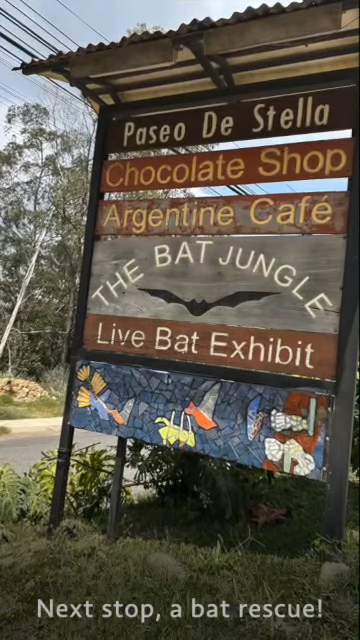 Paseo De Stella
Chocolate Shop
Argentine Café
THE BAT JUNGLE
Live Bat Exhibit
Next stop, a bat rescue!